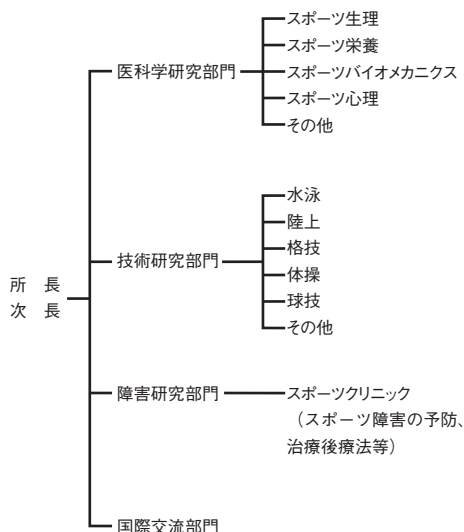 所　長
次　長
医科学研究部門
スポーツ生理
スポーツ栄養
スポーツバイオメカニクス
スポーツ心理
その他
技術研究部門
水泳
陸上
格技
体操
球技
その他
障害研究部門
スポーツクリニック
（スポーツ障害の予防、
治療後療法等）
国際交流部門